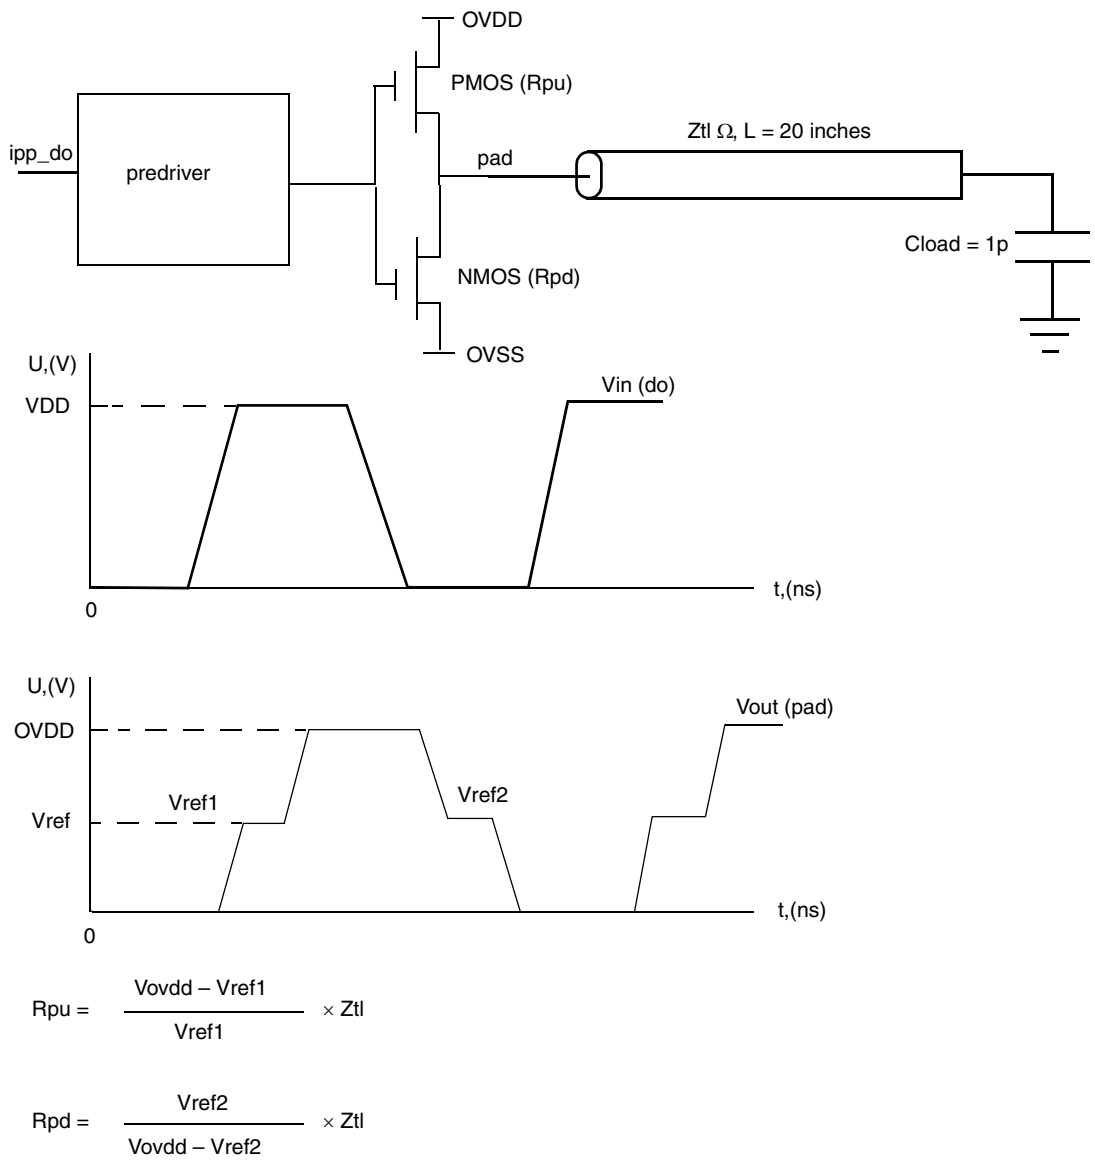 OVDD
PMOS (Rpu)
Ztl Ω, L = 20 inches
ipp_do
predriver
pad
Cload = 1p
NMOS (Rpd)
OVSS
U,(V)
VDD
Vin (do)
t,(ns)
0
U,(V)
OVDD
Vout (pad)
Vref1
Vref2
Vref
t,(ns)
0
Vovdd – Vref1
Rpu = × Ztl
Vref1
Vref2
Rpd = × Ztl
Vovdd – Vref2